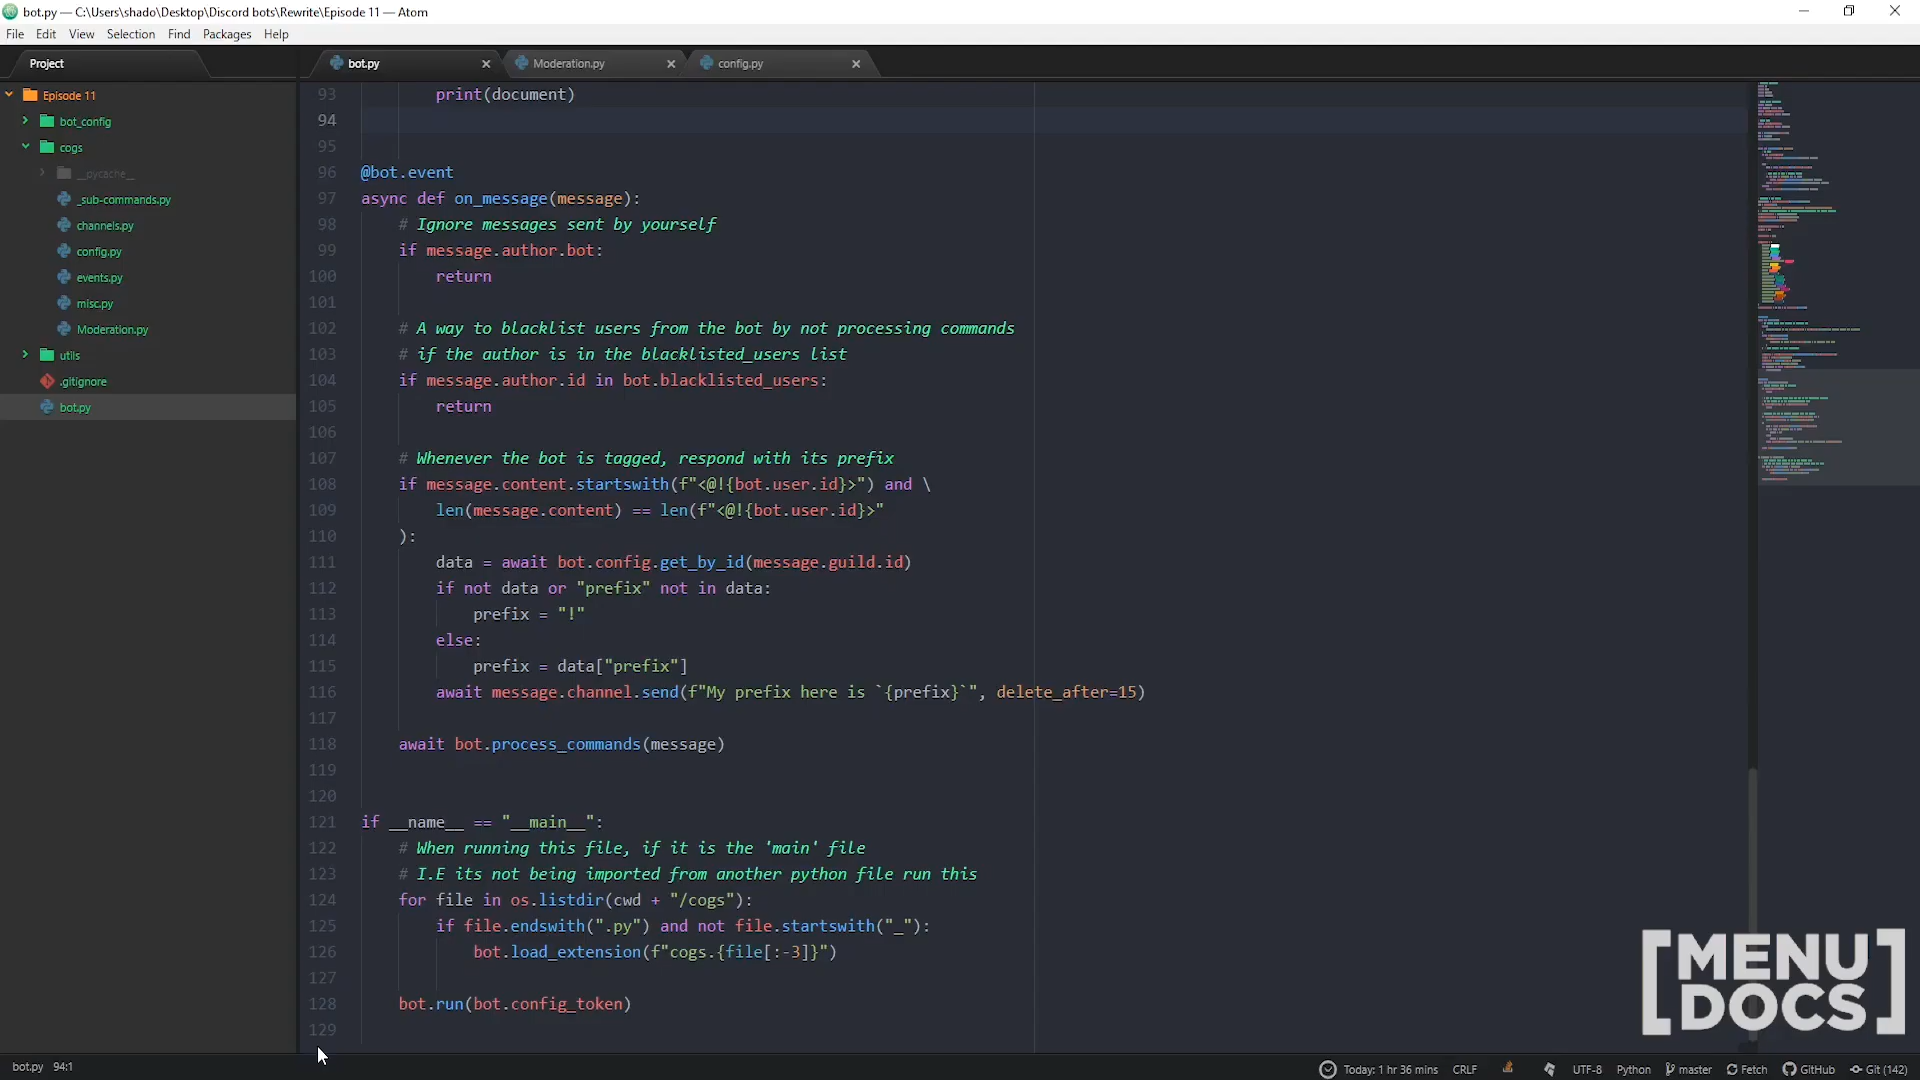 bot.py — C:\Users\shado\Desktop\Discord bots\Rewrite\Episode 11 — Atom
File Edit View Selection Find Packages Help
Project
bot.py
Moderation.py
config.py
Episode 11
bot_config
cogs
__pycache__
_sub-commands.py
channels.py
config.py
events.py
misc.py
Moderation.py
utils
.gitignore
bot.py
93 print(document)
94
95
96 @bot.event
97 async def on_message(message):
98 # Ignore messages sent by yourself
99 if message.author.bot:
100 return
101
102 # A way to blacklist users from the bot by not processing commands
103 # if the author is in the blacklisted_users list
104 if message.author.id in bot.blacklisted_users:
105 return
106
107 # Whenever the bot is tagged, respond with its prefix
108 if message.content.startswith(f"<@!{bot.user.id}>") and \
109 len(message.content) == len(f"<@!{bot.user.id}>"
110 ):
111 data = await bot.config.get_by_id(message.guild.id)
112 if not data or "prefix" not in data:
113 prefix = "!"
114 else:
115 prefix = data["prefix"]
116 await message.channel.send(f"My prefix here is `{prefix}`", delete_after=15)
117
118 await bot.process_commands(message)
119
120
121 if __name__ == "__main__":
122 # When running this file, if it is the 'main' file
123 # I.E its not being imported from another python file run this
124 for file in os.listdir(cwd + "/cogs"):
125 if file.endswith(".py") and not file.startswith("_"):
126 bot.load_extension(f"cogs.{file[:-3]}")
127
128 bot.run(bot.config_token)
129
[MENU
DOCS]
bot.py 94:1
Today: 1 hr 36 mins CRLF UTF-8 Python master Fetch GitHub Git (142)